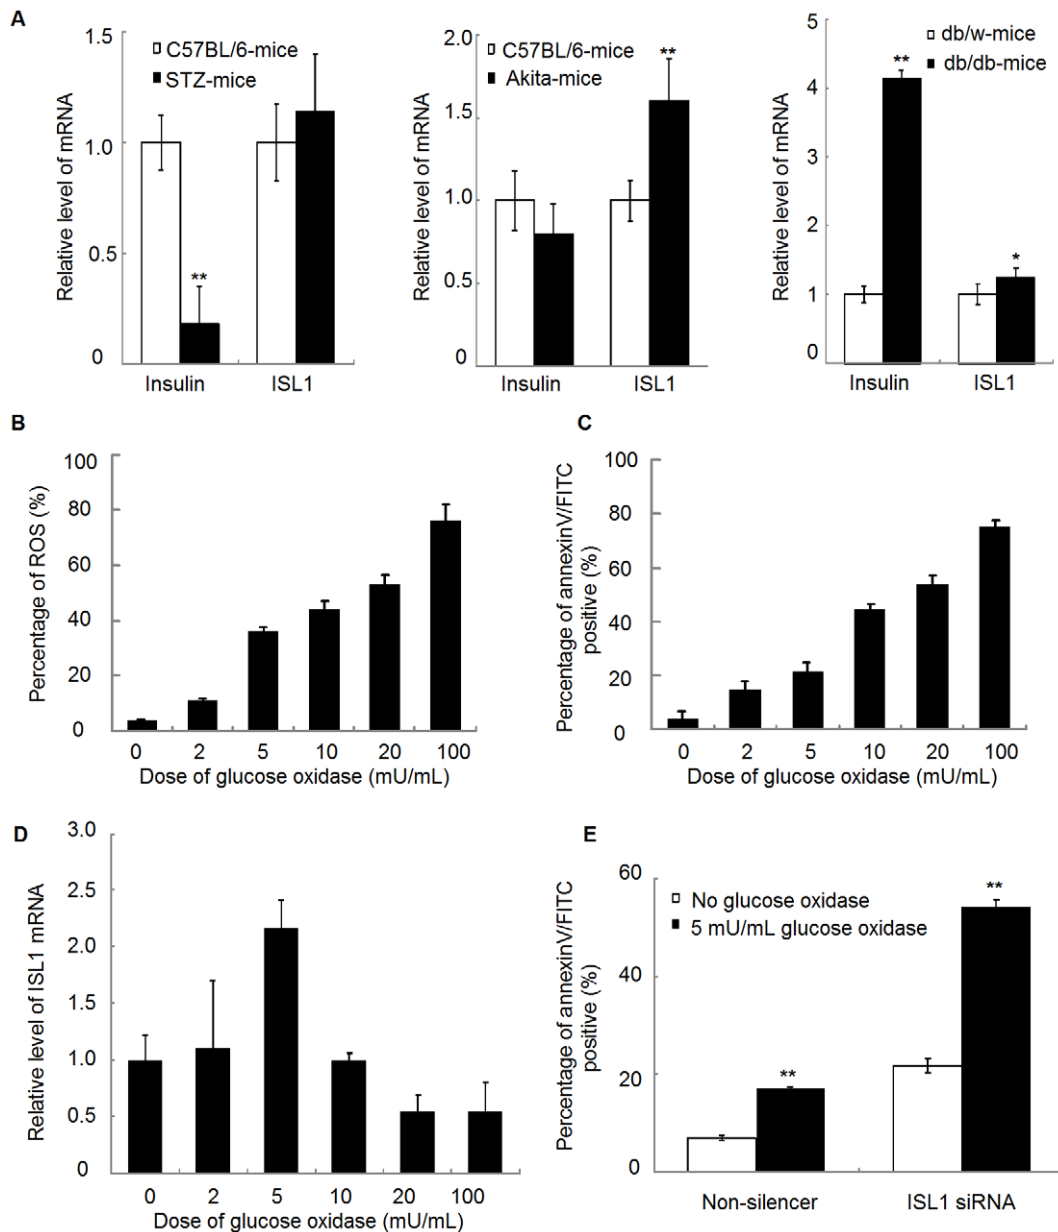 A
Relative level of mRNA
1.5
1.0
0.5
0
C57BL/6-mice
STZ-mice
**
Insulin ISL1
Relative level of mRNA
2.0
1.5
1.0
0.5
0
C57BL/6-mice
Akita-mice
**
Insulin ISL1
Relative level of mRNA
5
4
3
2
1
0
db/w-mice
db/db-mice
**
*
Insulin ISL1
B
Percentage of ROS (%)
100
80
60
40
20
0
0 2 5 10 20 100
Dose of glucose oxidase (mU/mL)
C
Percentage of annexinV/FITC
positive (%)
100
80
60
40
20
0
0 2 5 10 20 100
Dose of glucose oxidase (mU/mL)
D
Relative level of ISL1 mRNA
3.0
2.5
2.0
1.5
1.0
0.5
0
0 2 5 10 20 100
Dose of glucose oxidase (mU/mL)
E
Percentage of annexinV/FITC
positive (%)
60
40
20
0
No glucose oxidase
5 mU/mL glucose oxidase
**
**
Non-silencer ISL1 siRNA